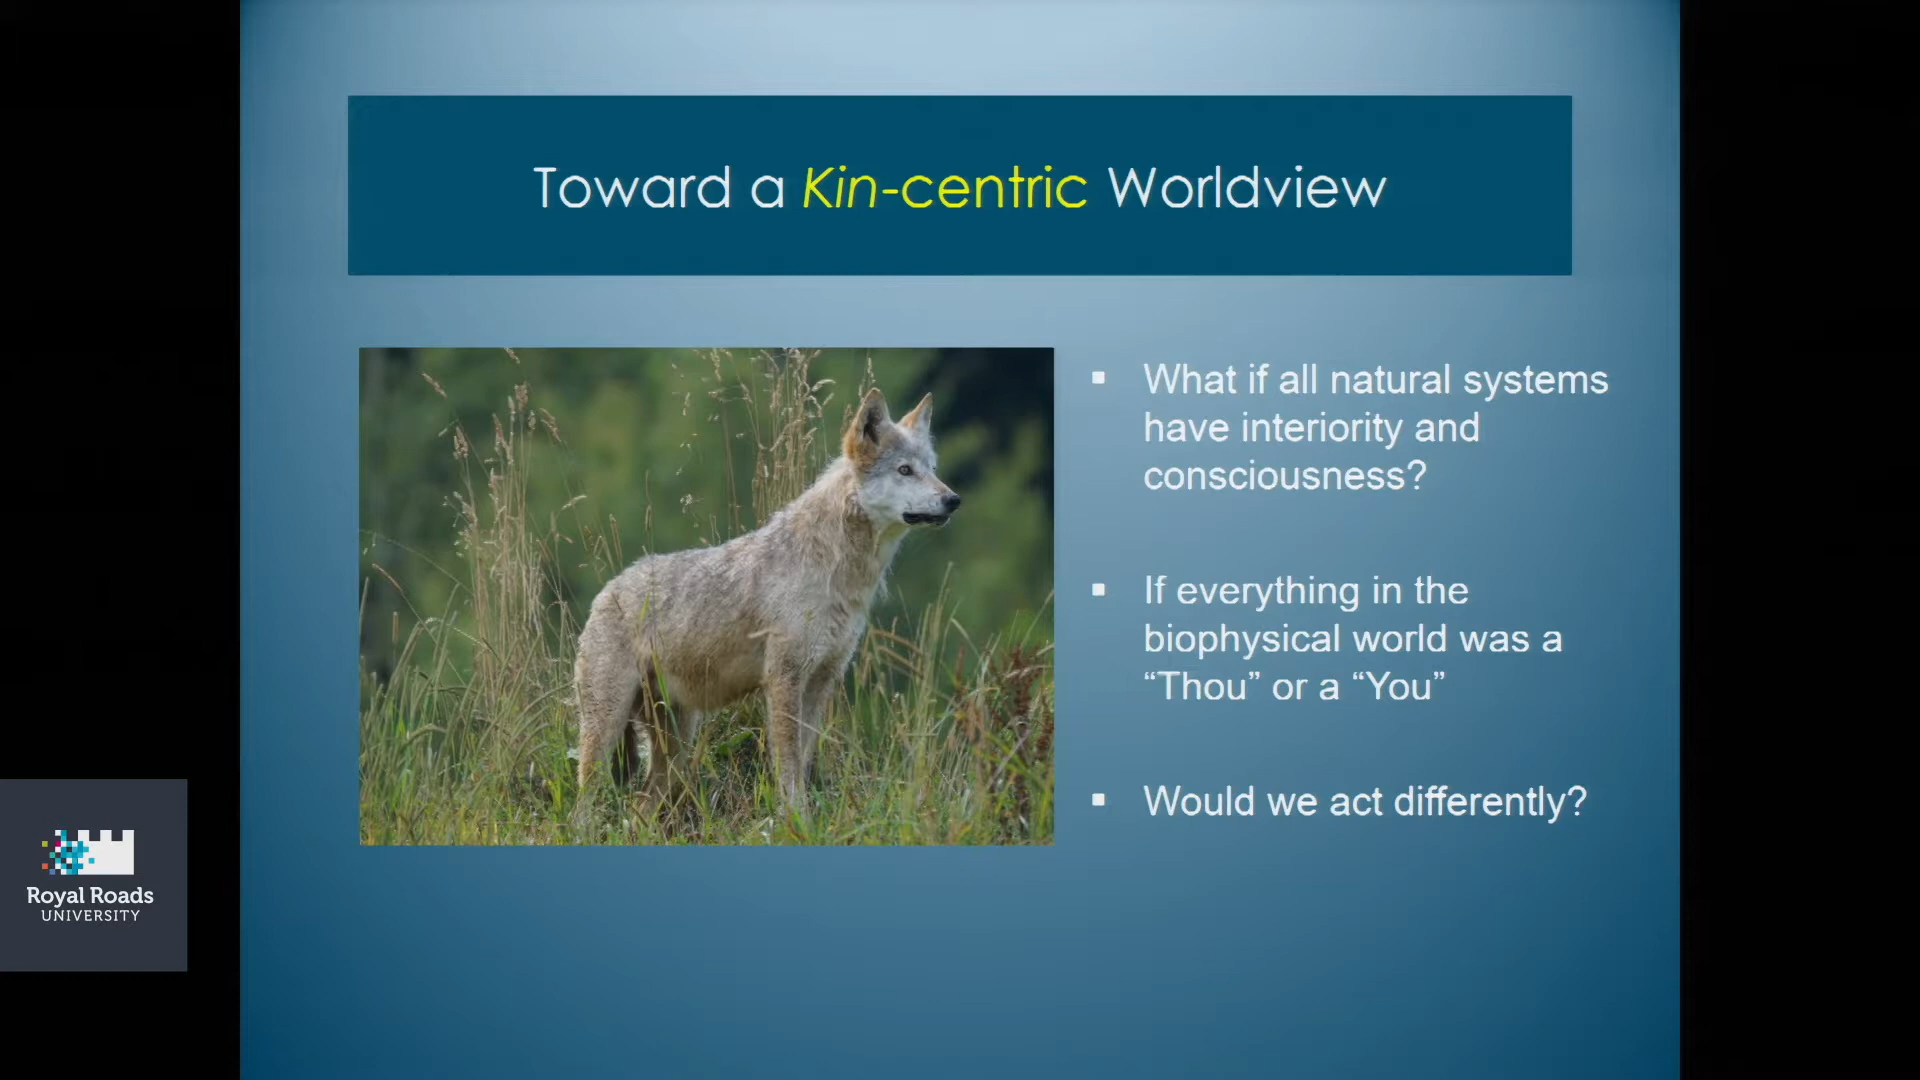 Toward a Kin-centric Worldview
What if all natural systems
have interiority and
consciousness?
If everything in the
biophysical world was a
“Thou” or a “You”
Would we act differently?
Royal Roads
UNIVERSITY